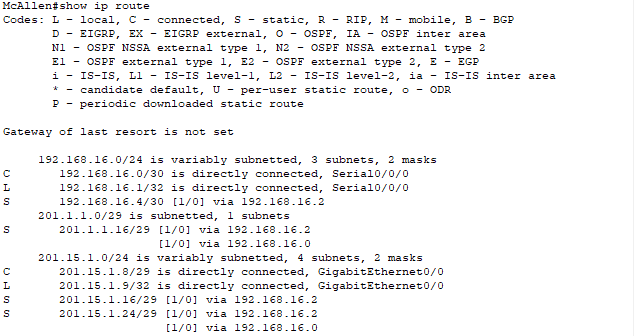 McAllen#show ip route
Codes: L - local, C - connected, S - static, R - RIP, M - mobile, B - BGP
D - EIGRP, EX - EIGRP external, O - OSPF, IA - OSPF inter area
N1 - OSPF NSSA external type 1, N2 - OSPF NSSA external type 2
E1 - OSPF external type 1, E2 - OSPF external type 2, E - EGP
i - IS-IS, L1 - IS-IS level-1, L2 - IS-IS level-2, ia - IS-IS inter area
* - candidate default, U - per-user static route, o - ODR
P - periodic downloaded static route
Gateway of last resort is not set
192.168.16.0/24 is variably subnetted, 3 subnets, 2 masks
C 192.168.16.0/30 is directly connected, Serial0/0/0
L 192.168.16.1/32 is directly connected, Serial0/0/0
S 192.168.16.4/30 [1/0] via 192.168.16.2
201.1.1.0/29 is subnetted, 1 subnets
S 201.1.1.16/29 [1/0] via 192.168.16.2
[1/0] via 192.168.16.0
201.15.1.0/24 is variably subnetted, 4 subnets, 2 masks
C 201.15.1.8/29 is directly connected, GigabitEthernet0/0
L 201.15.1.9/32 is directly connected, GigabitEthernet0/0
S 201.15.1.16/29 [1/0] via 192.168.16.2
S 201.15.1.24/29 [1/0] via 192.168.16.2
[1/0] via 192.168.16.0